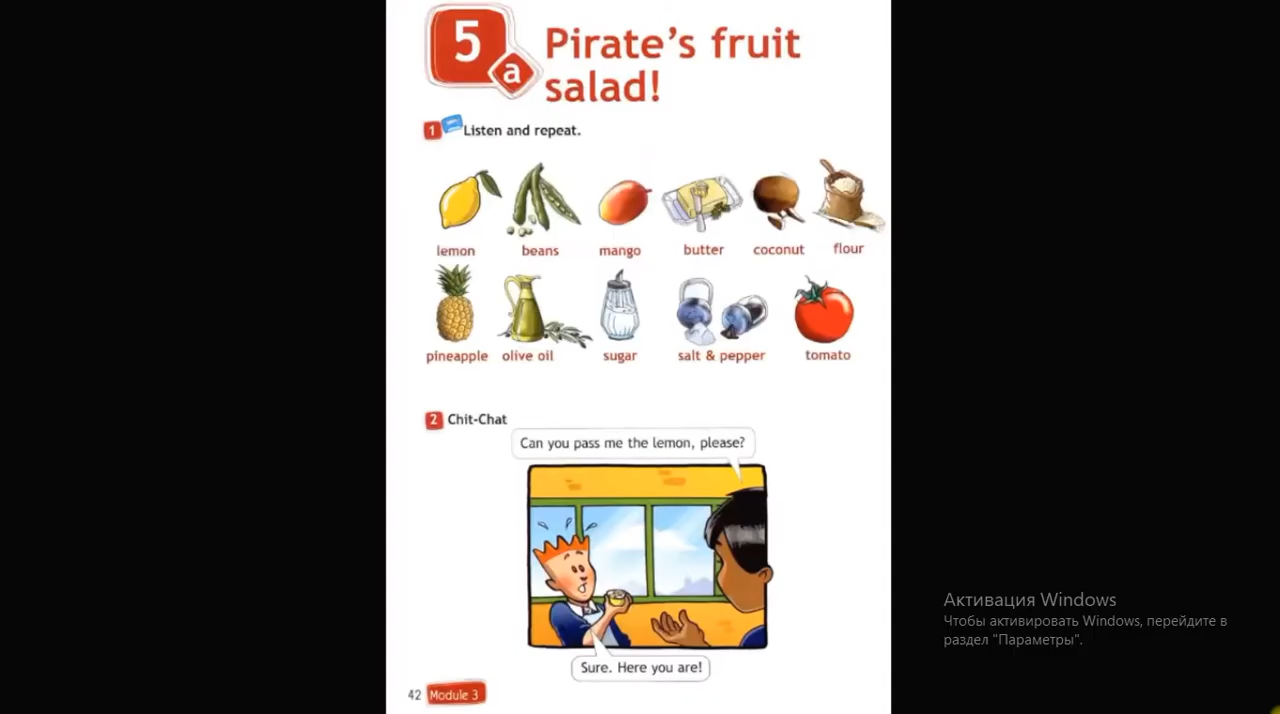 5
a
Pirate's fruit
salad!
1 Listen and repeat.
lemon beans mango butter coconut flour
pineapple olive oil sugar salt & pepper tomato
2 Chit-Chat
Can you pass me the lemon, please?
Sure. Here you are!
42 Module 3
Активация Windows
Чтобы активировать Windows, перейдите в
раздел "Параметры".